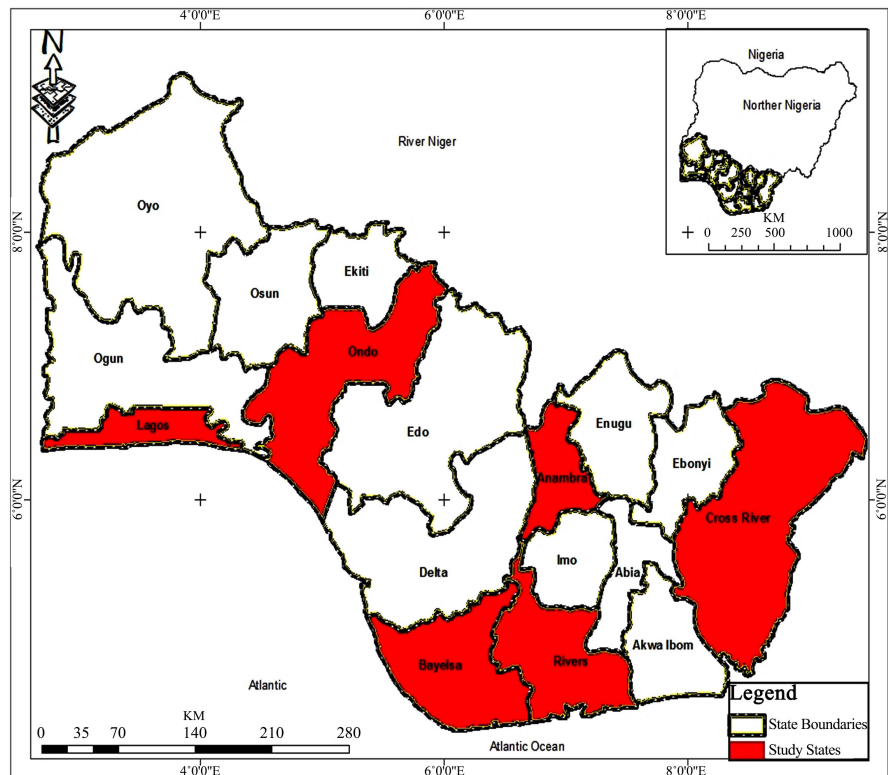 4°0'0"E 6°0'0"E 8°0'0"E
N
Nigeria
Norther Nigeria
KM
0 250 500 1000
River Niger
8°0'0"N 8°0'0"N
Oyo
Ekiti
Osun
Ondo
Ogun
Lagos
Edo
Enugu
Ebonyi
Anambra
6°0'0"N 6°0'0"N
Cross River
Imo
Abia
Delta
Akwa Ibom
Bayelsa
Rivers
Atlantic
Atlantic Ocean
KM
0 35 70 140 210 280
Legend
State Boundaries
Study States
4°0'0"E 6°0'0"E 8°0'0"E